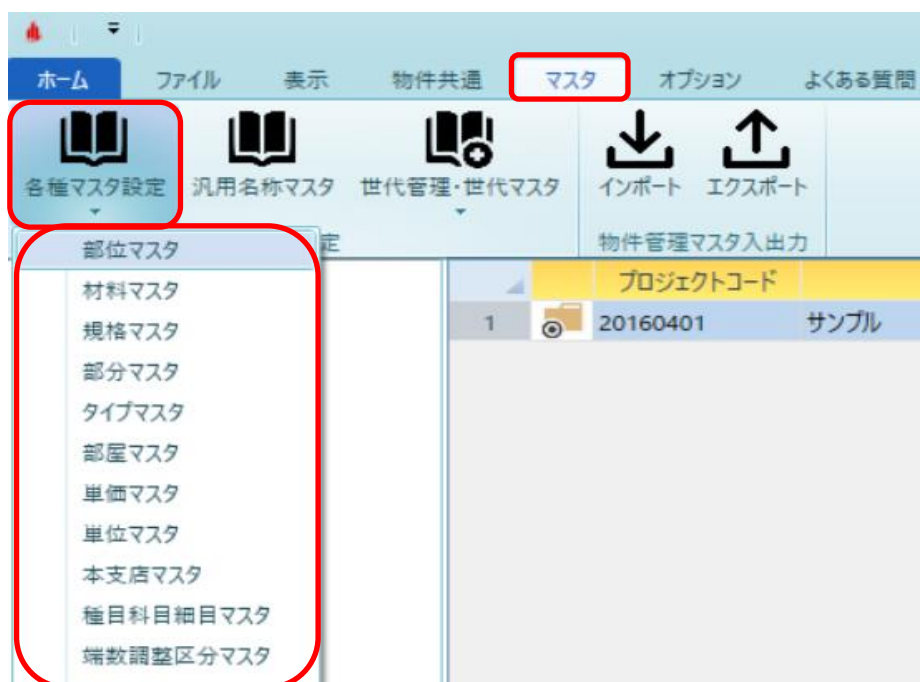 ホーム ファイル 表示 物件共通 マスタ オプション よくある質問
各種マスタ設定 汎用名称マスタ 世代管理・世代マスタ インポート エクスポート
定 物件管理マスタ入出力
部位マスタ
材料マスタ
規格マスタ
部分マスタ
タイプマスタ
部屋マスタ
単価マスタ
単位マスタ
本支店マスタ
種目科目細目マスタ
端数調整区分マスタ
プロジェクトコード
1 20160401 サンプル